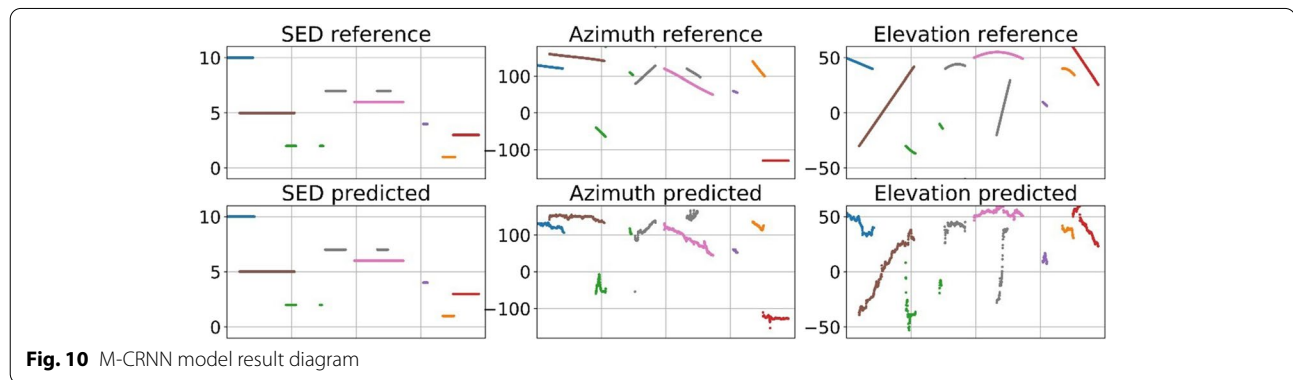 SED reference
Azimuth reference
Elevation reference
10
5
0
100
0
−100
50
0
−50
SED predicted
Azimuth predicted
Elevation predicted
10
5
0
100
0
−100
50
0
−50
Fig. 10 M-CRNN model result diagram